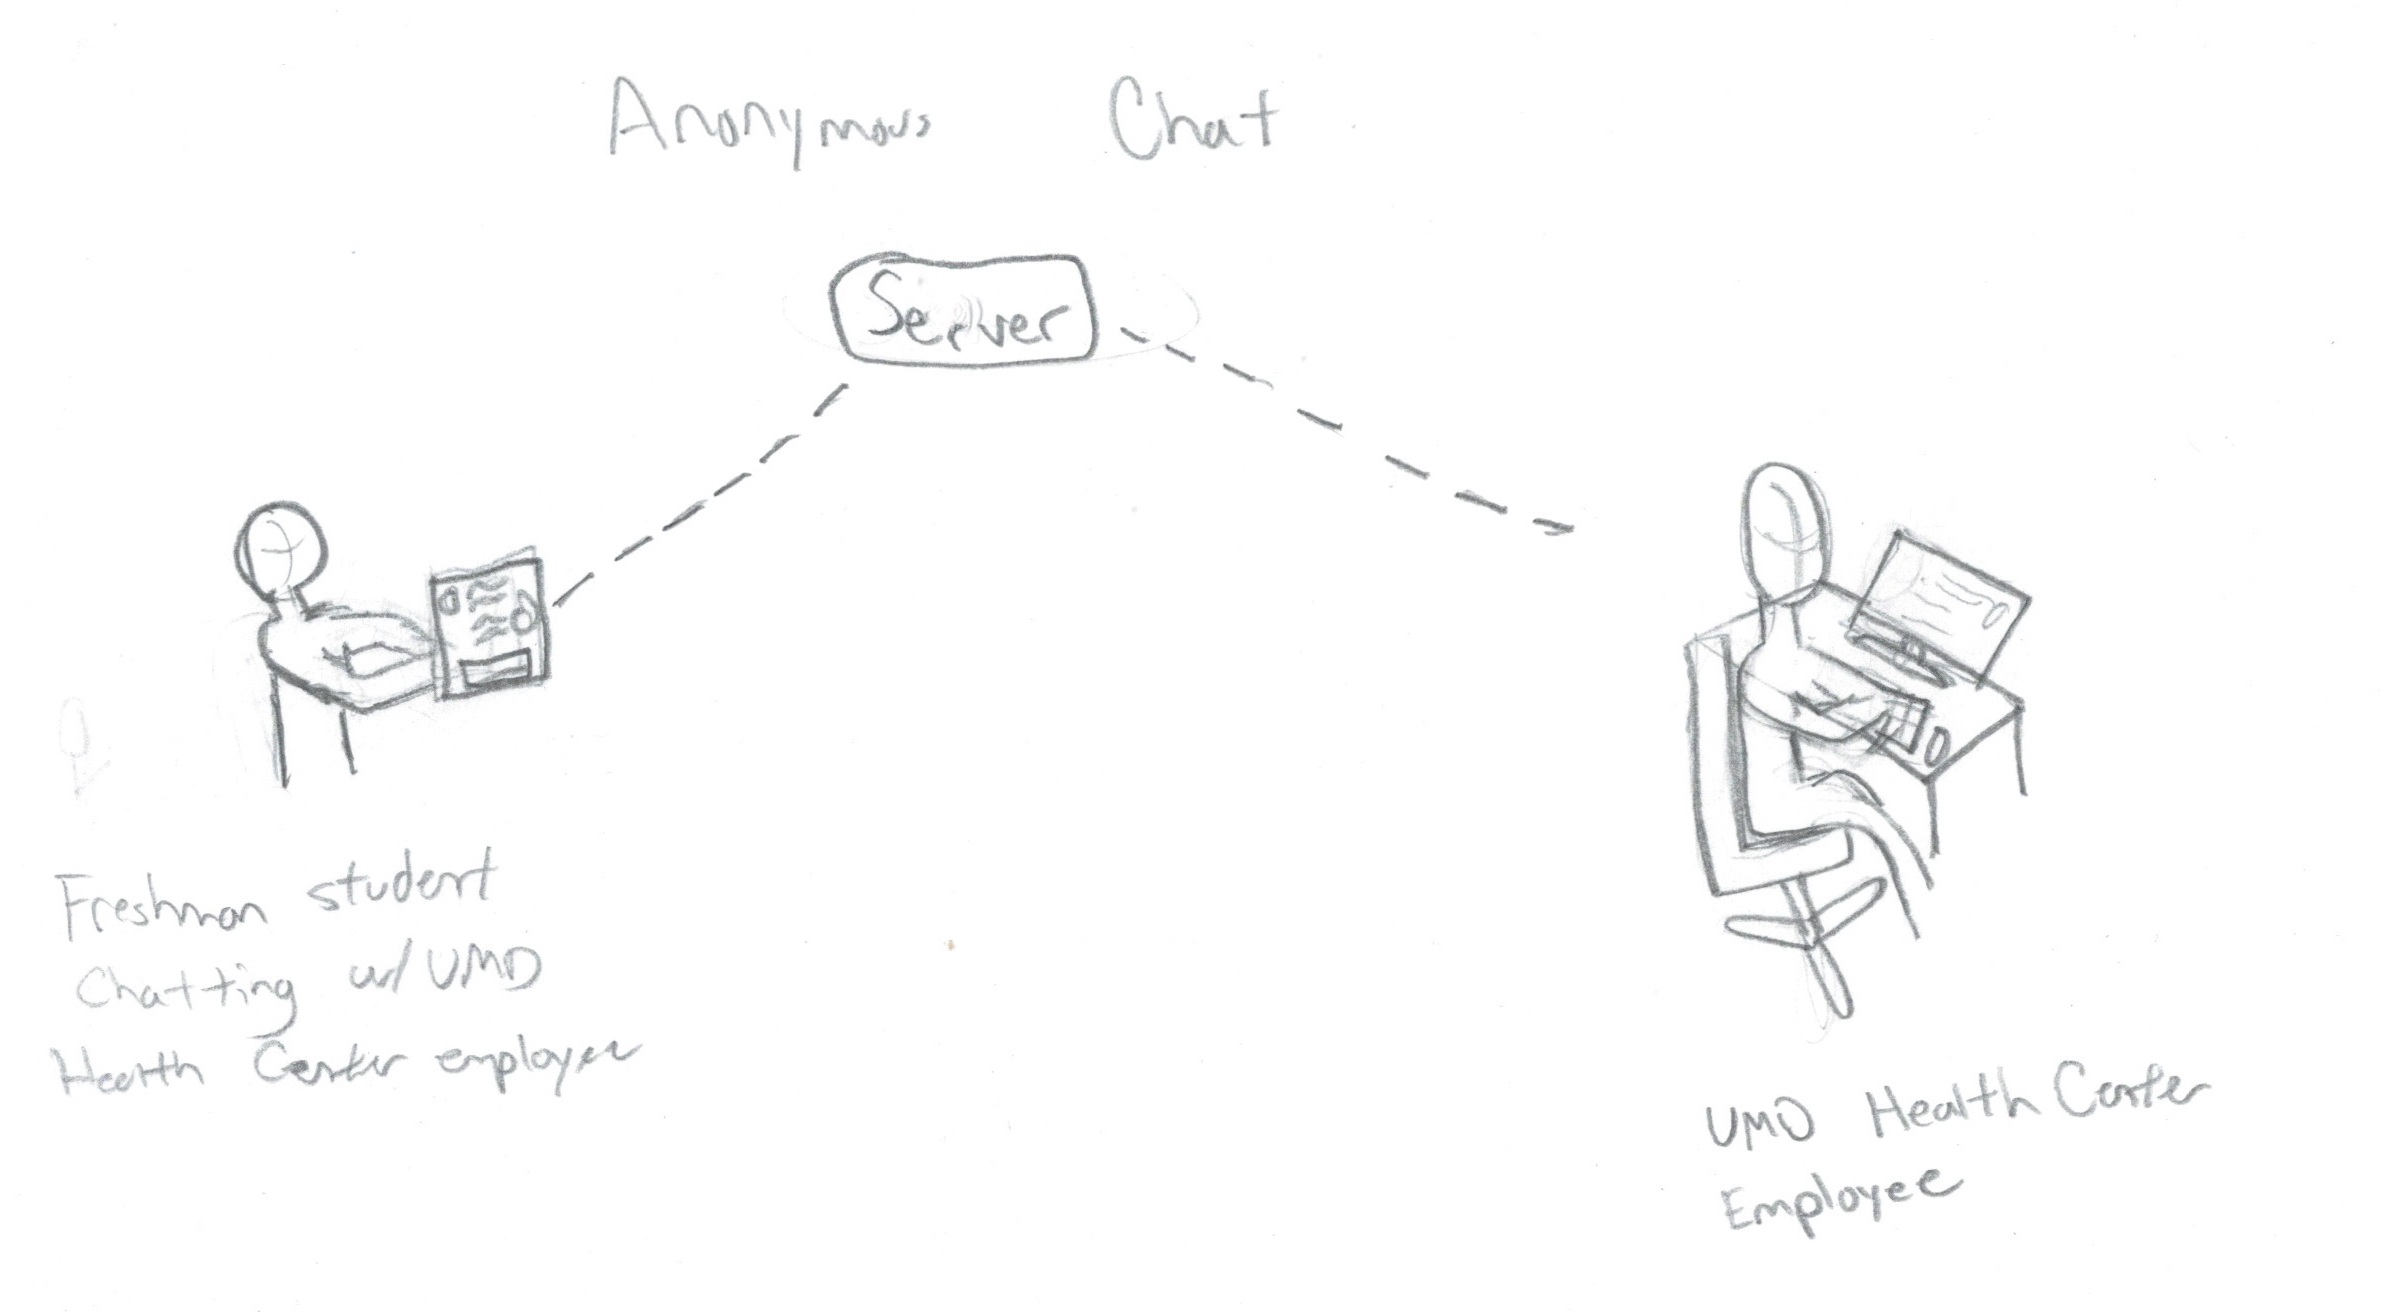 Anonymous Chat
Server
Freshman student
Chatting w/ UMD
Health Center employee
UMD Health Center
Employee